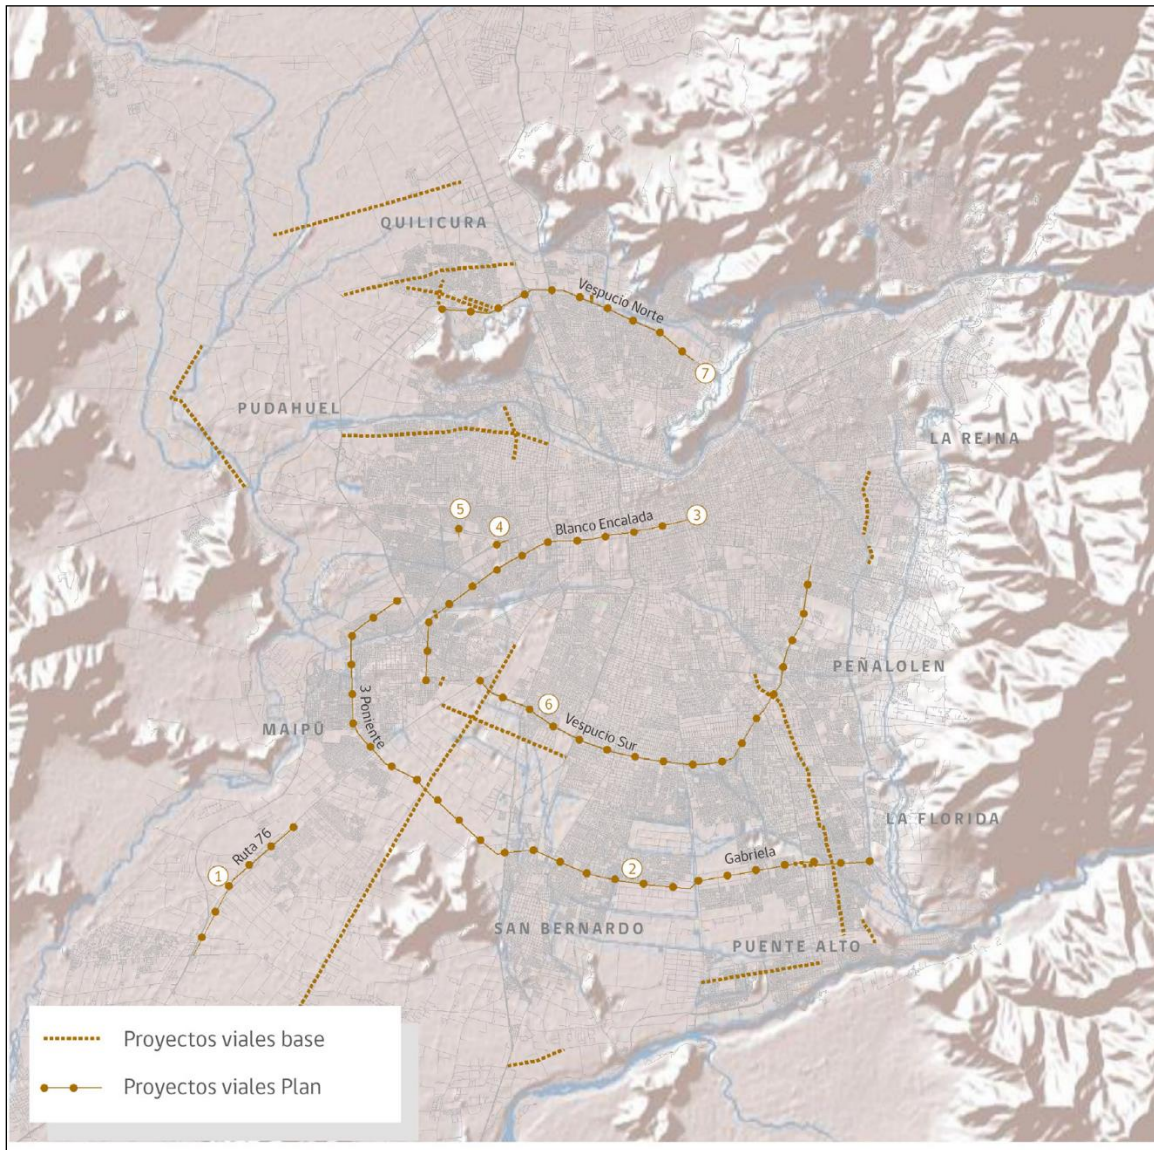 QUILICURA
Vespucio Norte
7
PUDAHUEL
LA REINA
5
4
Blanco Encalada
3
PEÑALOLEN
3 Poniente
MAIPÚ
6
Vespucio Sur
LA FLORIDA
Ruta 76
1
2
Gabriela
SAN BERNARDO
PUENTE ALTO
Proyectos viales base
Proyectos viales Plan